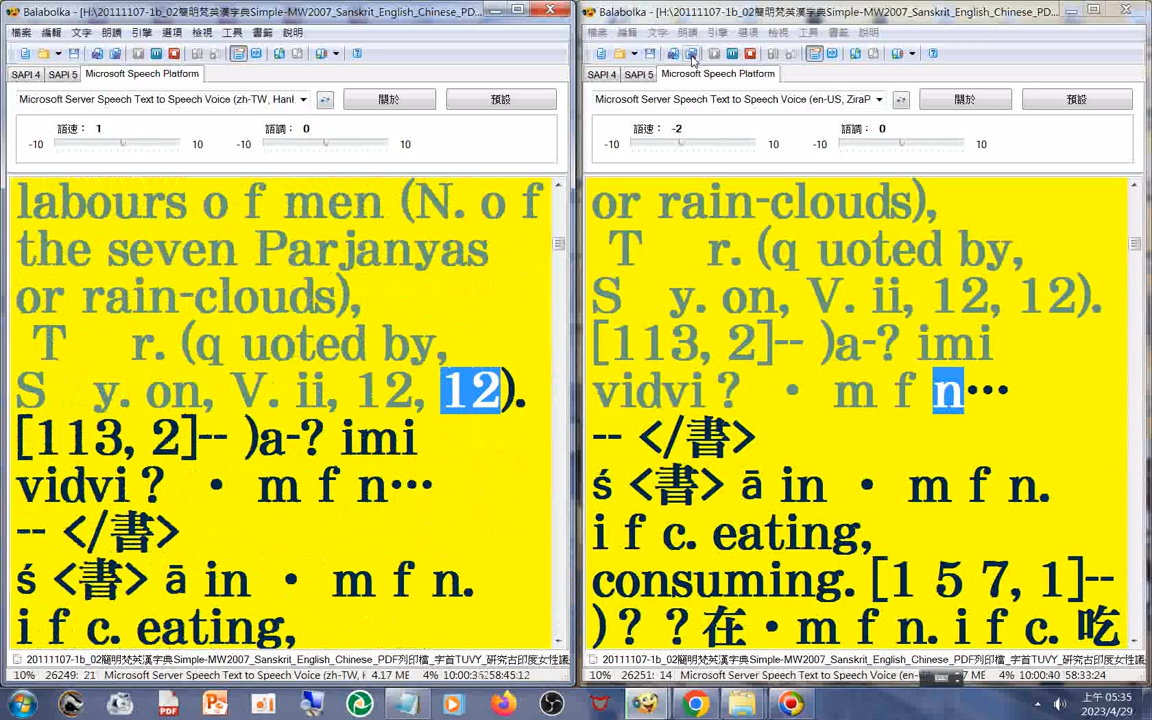 Balabolka - [H:\20111107-1b_02簡明梵英漢字典Simple-MW2007_Sanskrit_English_Chinese_PD...
檔案 編輯 文字 朗讀 引擎 選項 檢視 工具 書籤 說明
SAPI 4 SAPI 5 Microsoft Speech Platform
Microsoft Server Speech Text to Speech Voice (zh-TW, HanH
關於
預設
語速： 1
語調： 0
-10 10 -10 10
labours o f men (N. o f
the seven Parjanyas
or rain-clouds),
T r. (q uoted by,
S y. on, V. ii, 12, 12).
[113, 2]-- )a-? imi
vidvi？ • m f n…
-- </書>
ś <書> ā in • m f n.
i f c. eating,
20111107-1b_02簡明梵英漢字典Simple-MW2007_Sanskrit_English_Chinese_PDF列印檔_字首TUVY_研究古印度女性議
10% 26249: 21 Microsoft Server Speech Text to Speech Voice (zh-TW, H 4.17 ME 4% 10:00:35 58:45:12
Balabolka - [H:\20111107-1b_02簡明梵英漢字典Simple-MW2007_Sanskrit_English_Chinese_PD...
檔案 編輯 文字 朗讀 引擎 選項 檢視 工具 書籤 說明
SAPI 4 SAPI 5 Microsoft Speech Platform
Microsoft Server Speech Text to Speech Voice (en-US, ZiraP
關於
預設
語速： -2
語調： 0
-10 10 -10 10
or rain-clouds),
T r. (q uoted by,
S y. on, V. ii, 12, 12).
[113, 2]-- )a-? imi
vidvi？ • m f n…
-- </書>
ś <書> ā in • m f n.
i f c. eating,
consuming. [1 5 7, 1]--
)？？在•m f n. i f c. 吃
20111107-1b_02簡明梵英漢字典Simple-MW2007_Sanskrit_English_Chinese_PDF列印檔_字首TUVY_研究古印度女性議
10% 26251: 14 Microsoft Server Speech Text to Speech Voice (en-US, 4% 10:00:40 58:33:24
PDF
上午 05:35
2023/4/29